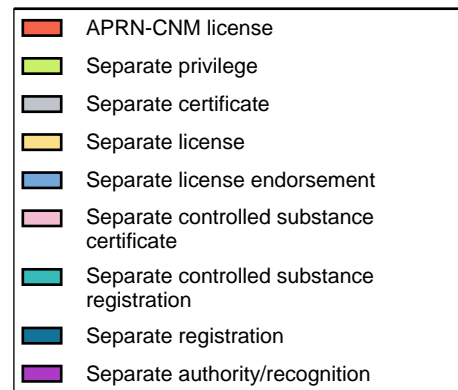 APRN-CNM license
Separate privilege
Separate certificate
Separate license
Separate license endorsement
Separate controlled substance
certificate
Separate controlled substance
registration
Separate registration
Separate authority/recognition